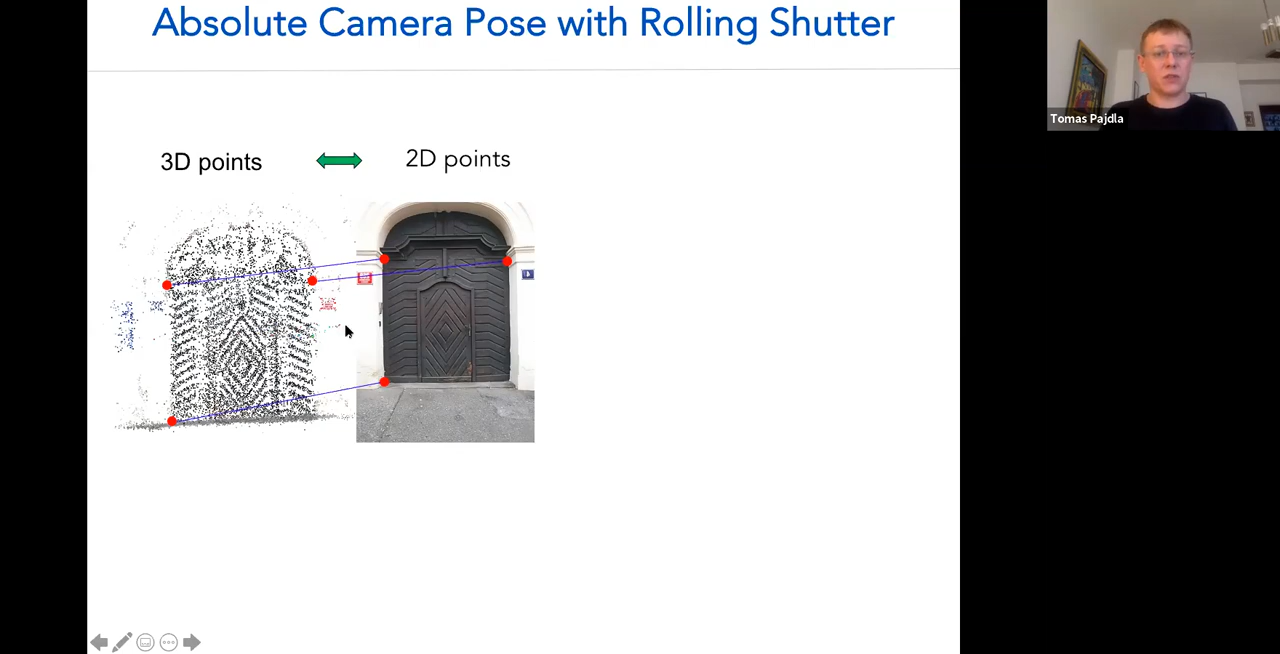 Absolute Camera Pose with Rolling Shutter
Tomas Pajdla
3D points
2D points